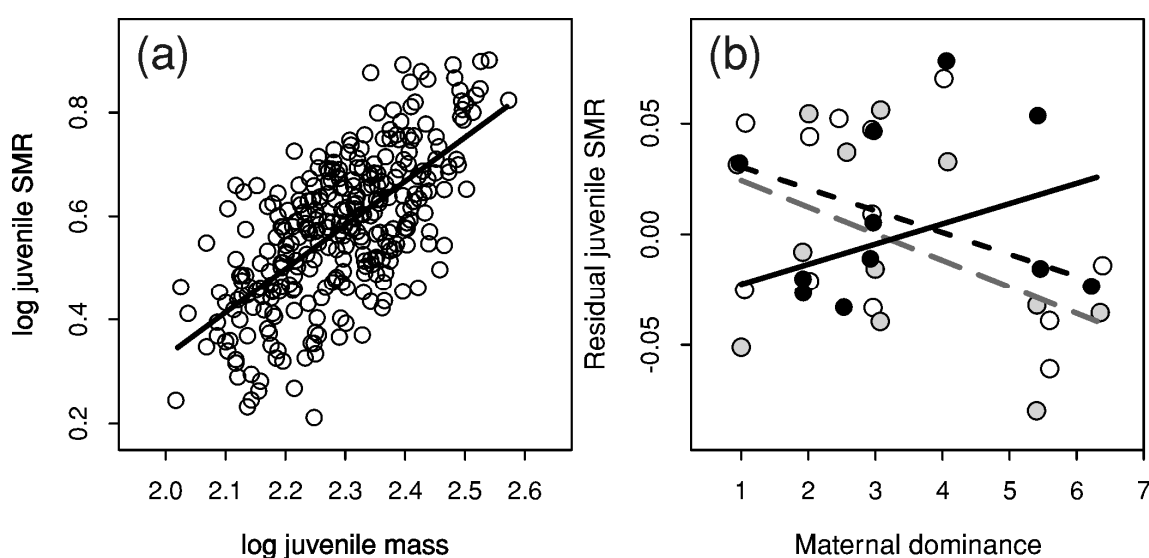 (a)
log juvenile SMR
0.8
0.6
0.4
0.2
2.0 2.1 2.2 2.3 2.4 2.5 2.6
log juvenile mass
(b)
Residual juvenile SMR
0.05
0.00
-0.05
1 2 3 4 5 6 7
Maternal dominance